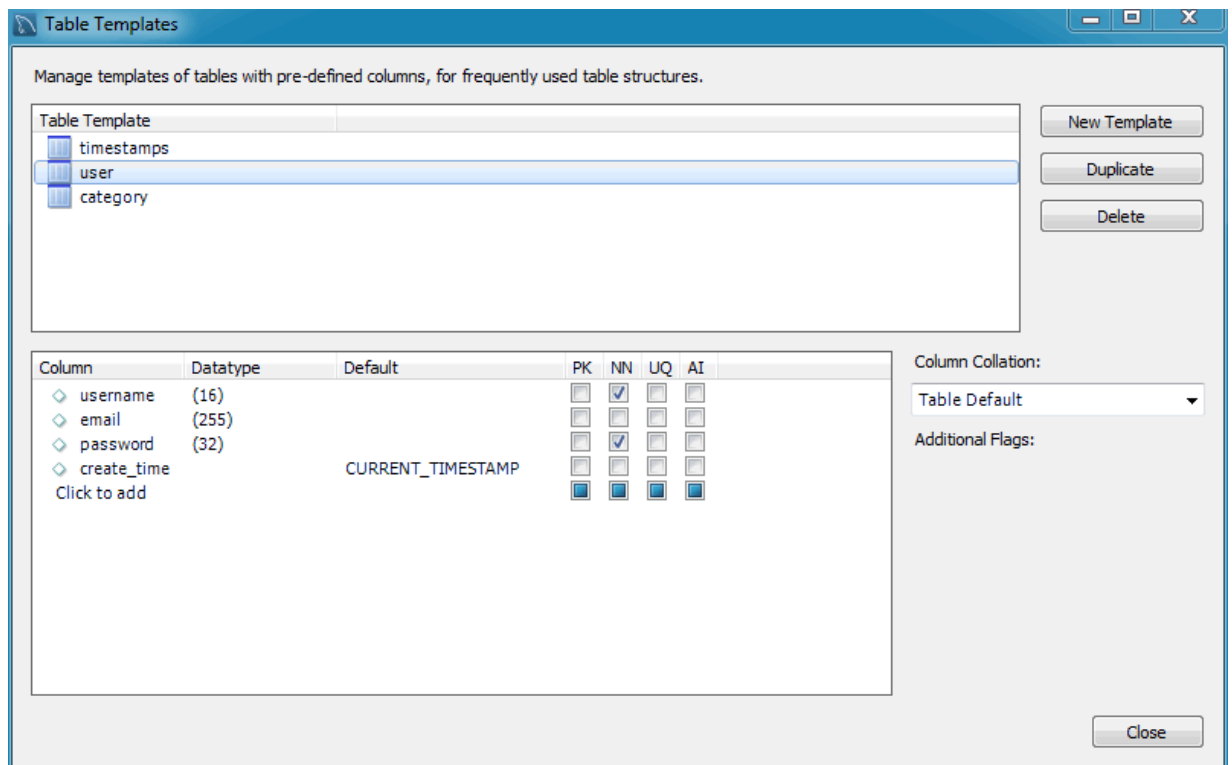 Table Templates
Manage templates of tables with pre-defined columns, for frequently used table structures.
Table Template
timestamps
user
category
New Template
Duplicate
Delete
Column Datatype Default PK NN UQ AI
username (16)
email (255)
password (32)
create_time CURRENT_TIMESTAMP
Click to add
Column Collation:
Table Default
Additional Flags:
Close